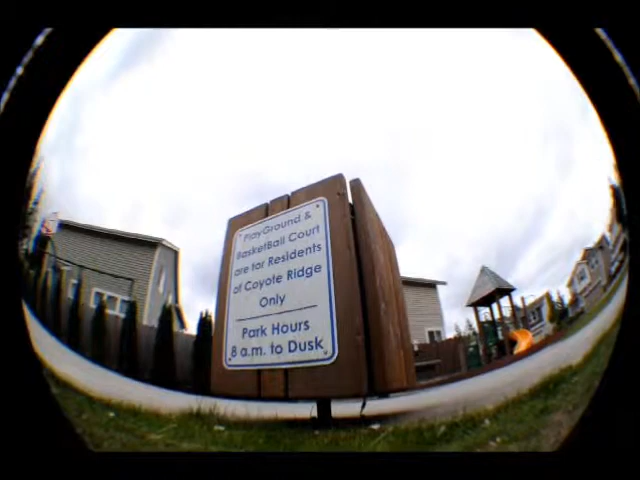 PlayGround &
BasketBall Court
are for Residents
of Coyote Ridge
Only
Park Hours
8 a.m. to Dusk